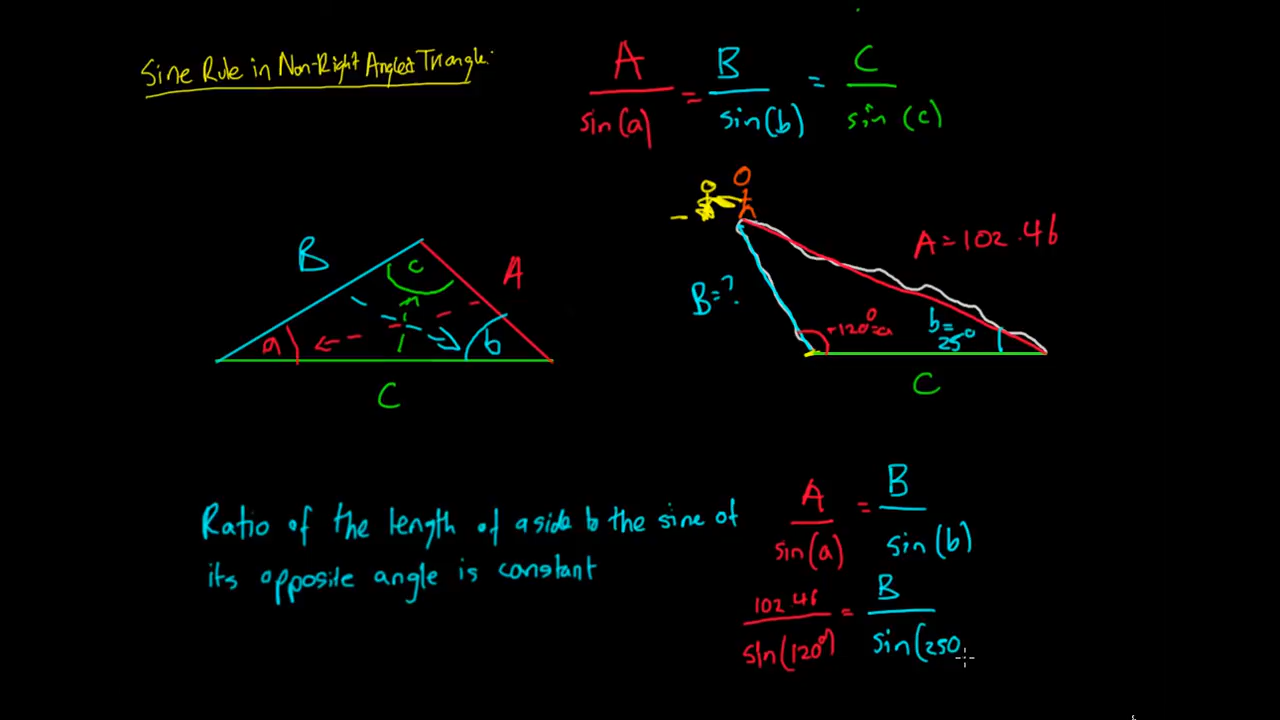 Sine Rule in Non-Right Angled Triangle:
A/sin(a) = B/sin(b) = C/sin(c)
B
c
A
a
b
C
A=102.46
B=?
120°=a
b=
25°
C
Ratio of the length of a side to the sine of
its opposite angle is constant
A/sin(a) = B/sin(b)
102.46/sin(120°) = B/sin(250